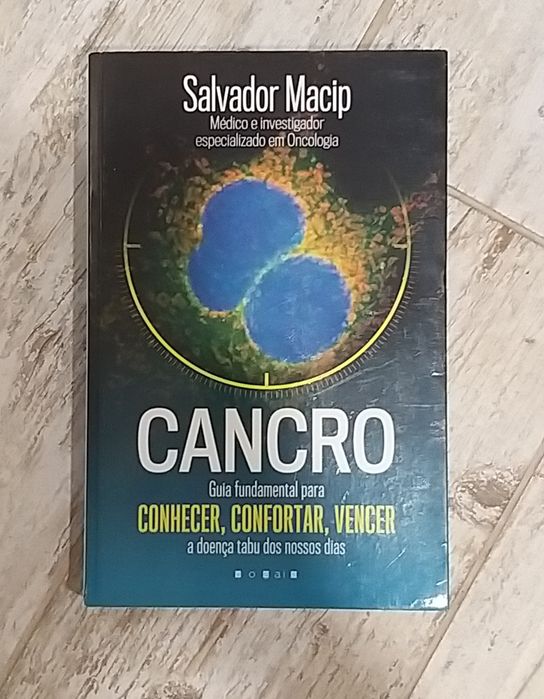 Salvador Macip
Médico e investigador
especializado em Oncologia
CANCRO
Guia fundamental para
CONHECER, CONFORTAR, VENCER
a doença tabu dos nossos dias